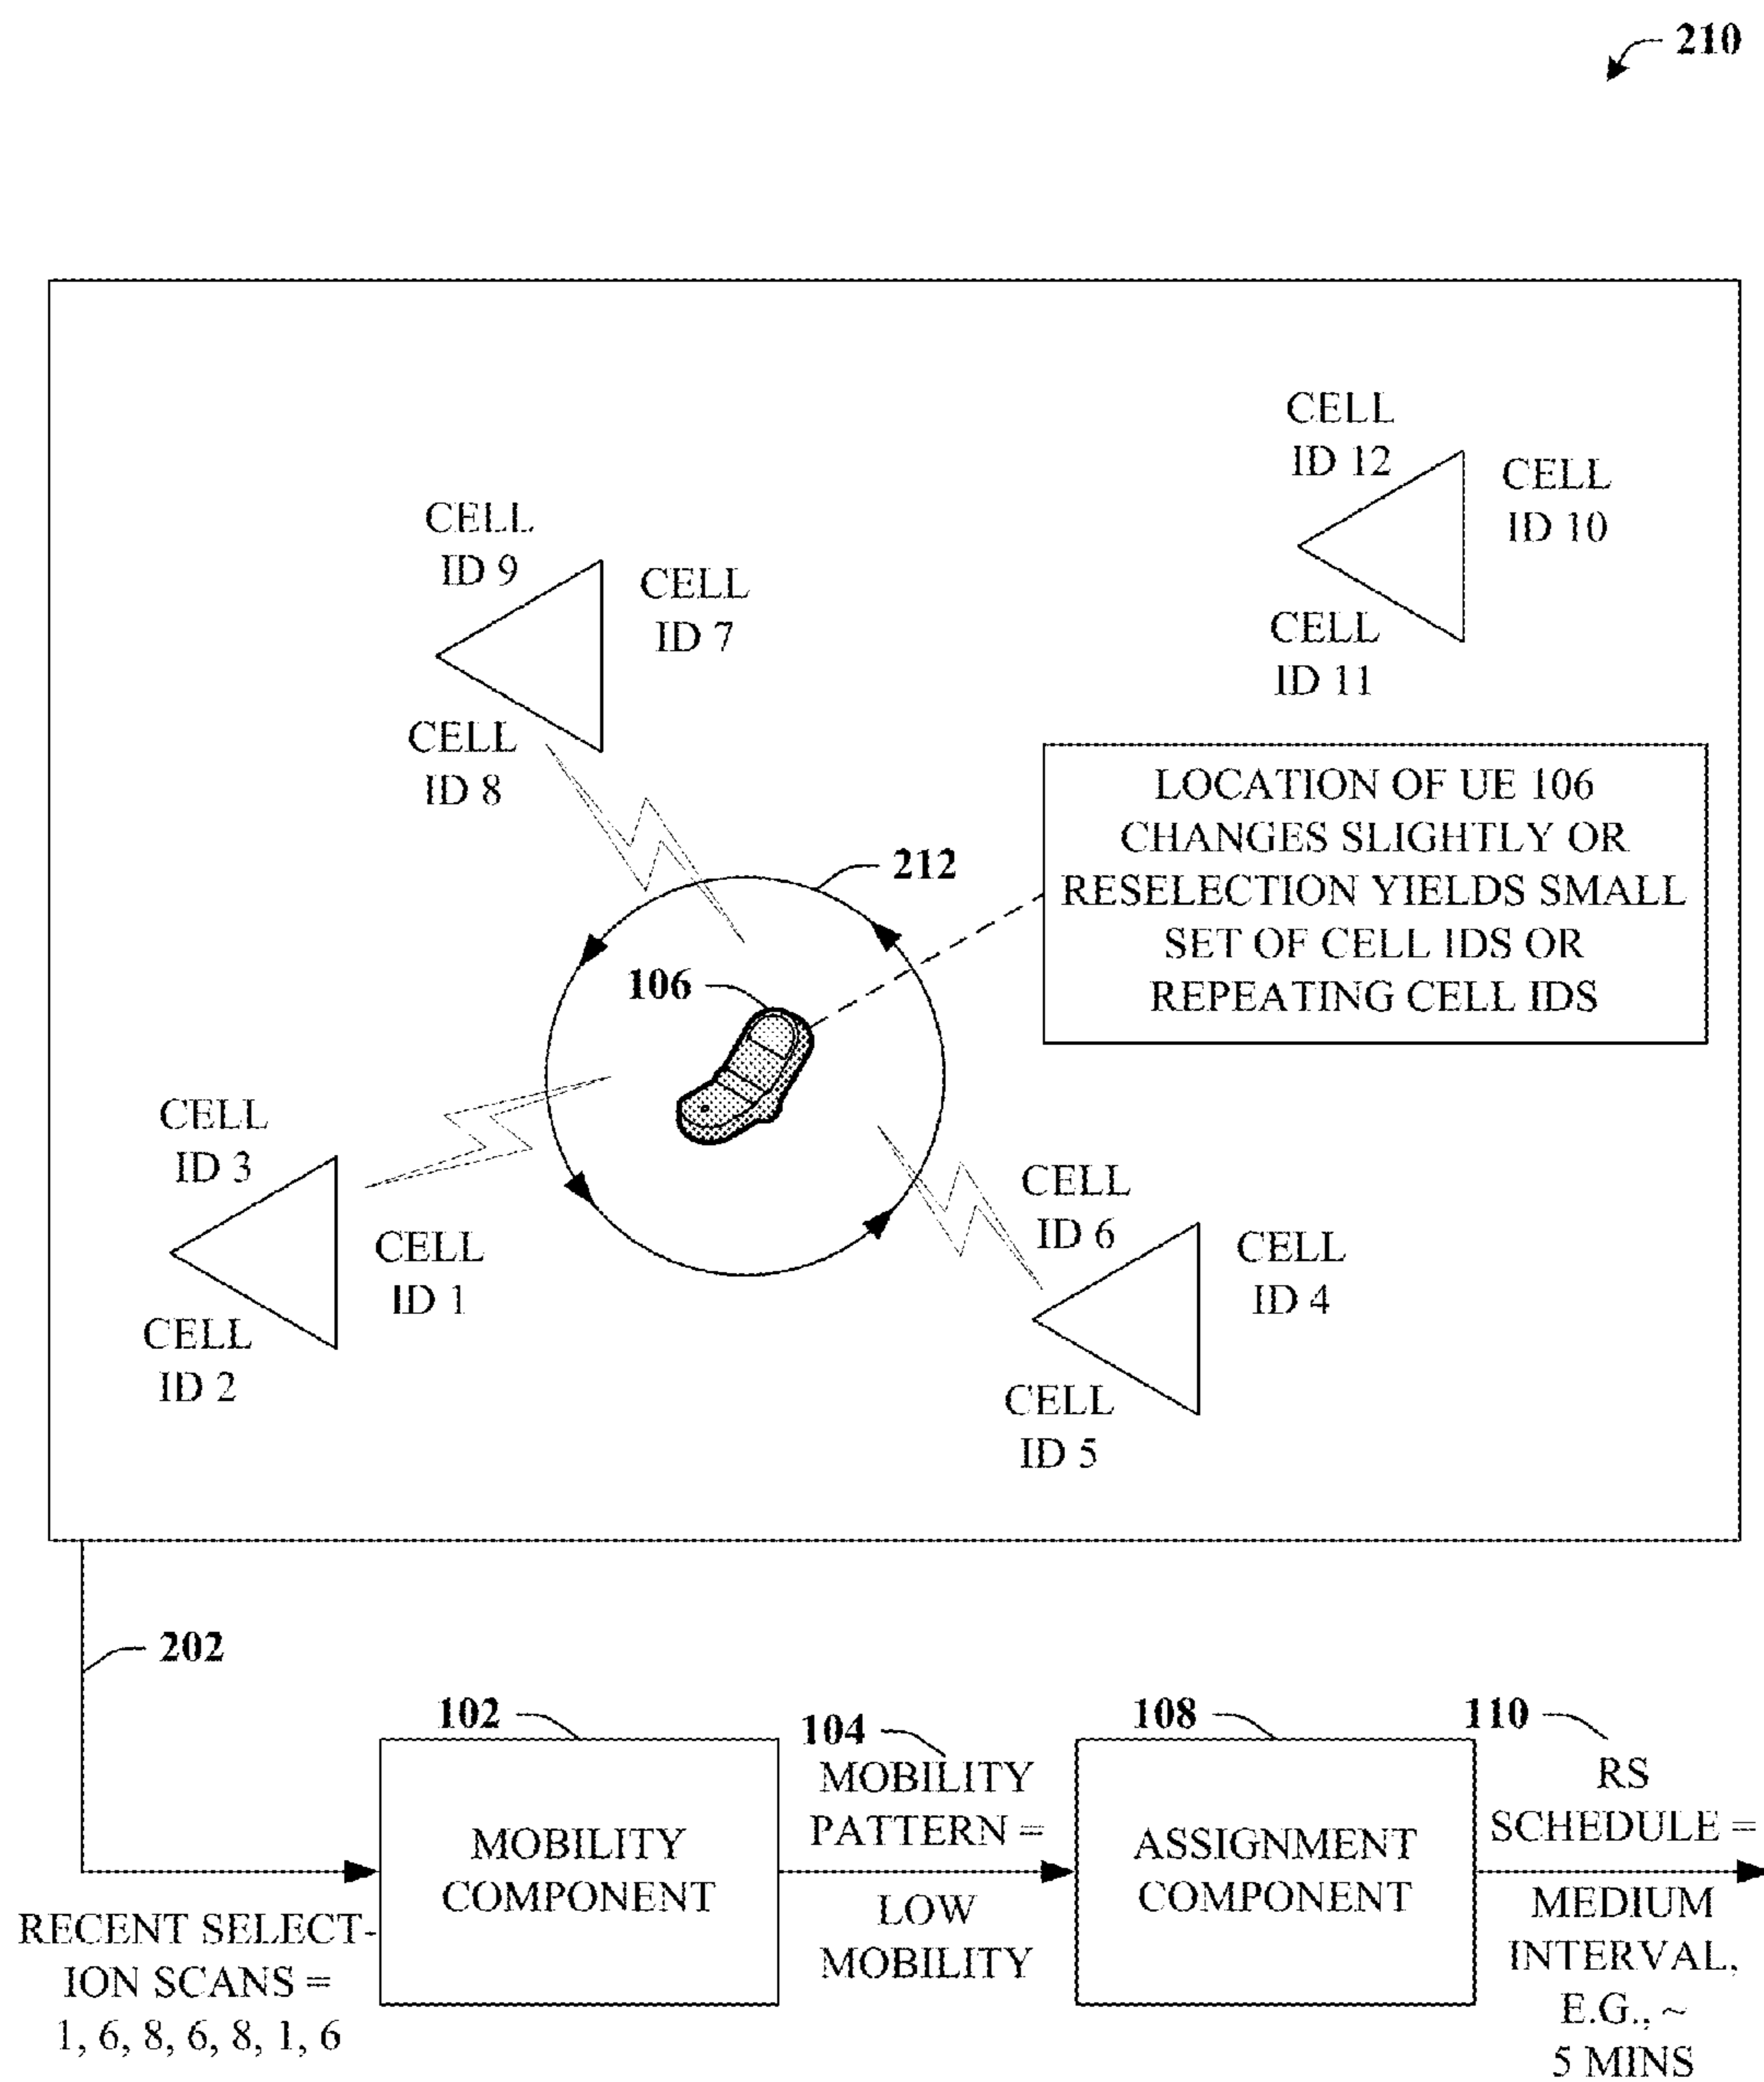 210
CELL
ID 12
CELL
ID 10
CELL
ID 9
CELL
ID 7
CELL
ID 11
CELL
ID 8
LOCATION OF UE 106
CHANGES SLIGHTLY OR
RESELECTION YIELDS SMALL
SET OF CELL IDS OR
REPEATING CELL IDS
212
106
CELL
ID 3
CELL
ID 6
CELL
ID 1
CELL
ID 4
CELL
ID 2
CELL
ID 5
202
102
104
108
110
RECENT SELECT-
ION SCANS =
1, 6, 8, 6, 8, 1, 6
MOBILITY
COMPONENT
MOBILITY
PATTERN =
LOW
MOBILITY
ASSIGNMENT
COMPONENT
RS
SCHEDULE =
MEDIUM
INTERVAL,
E.G., ~
5 MINS